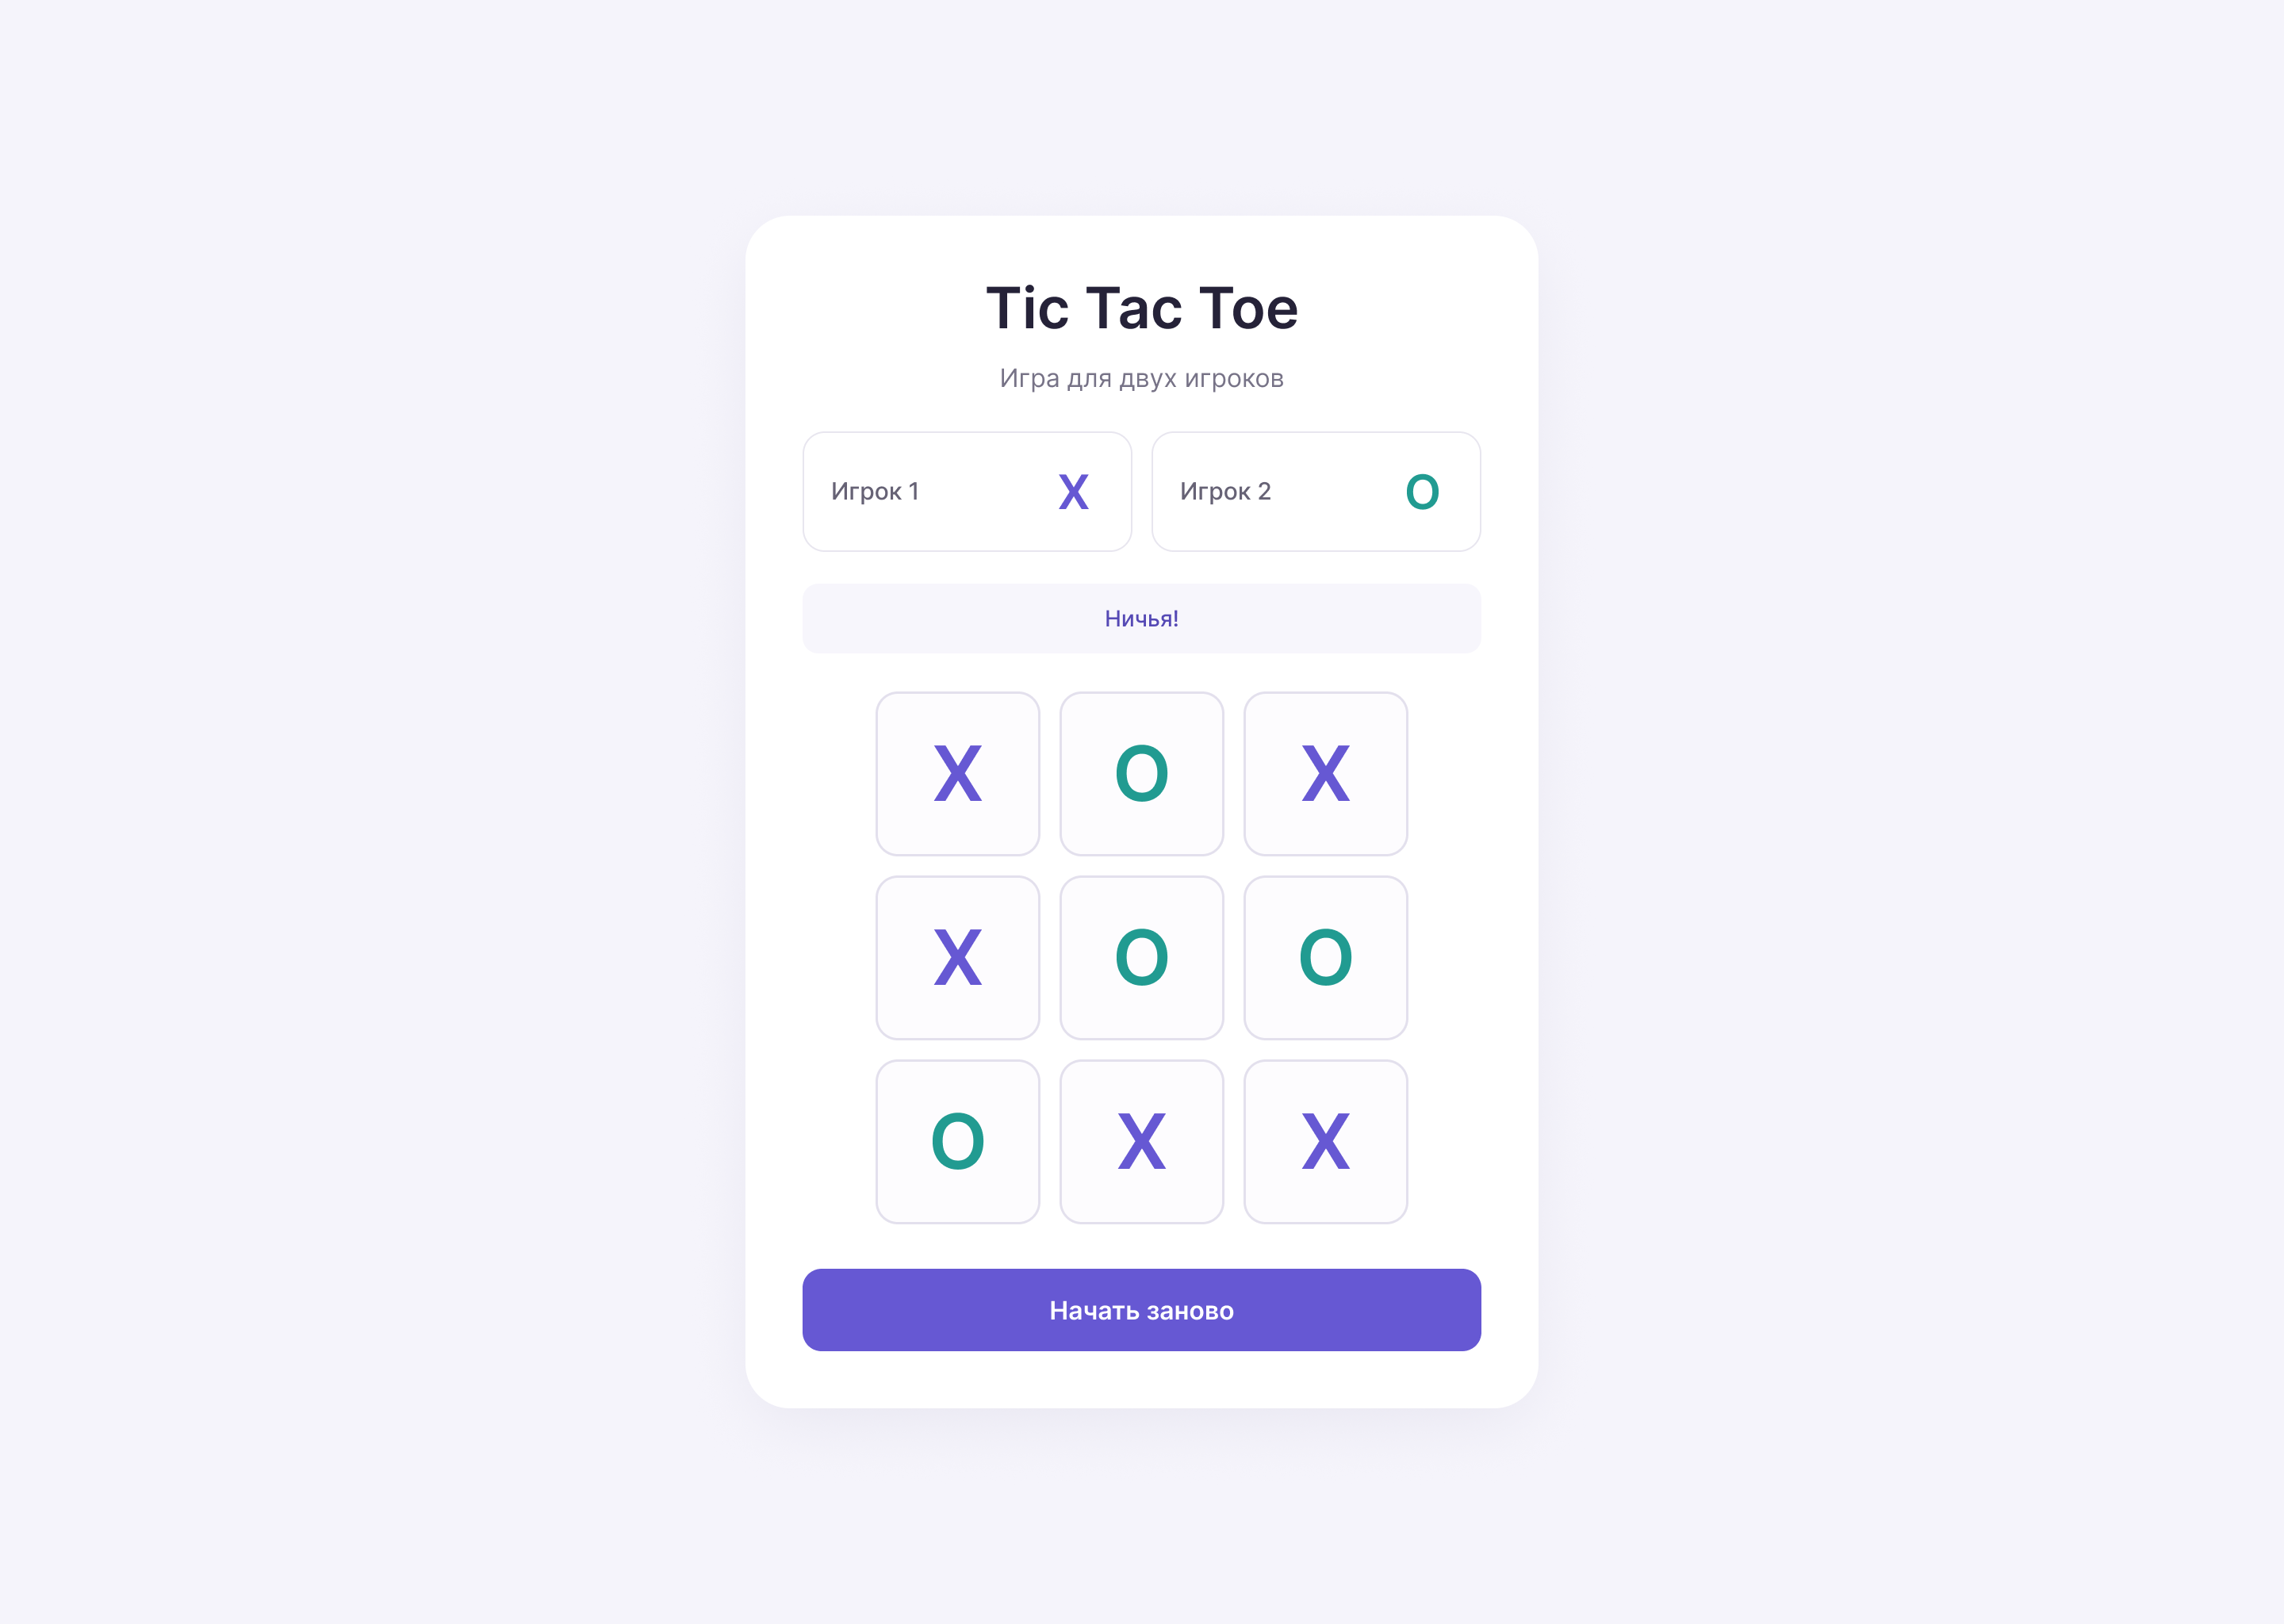 Tic Tac Toe
Игра для двух игроков
Игрок 1 X Игрок 2 O
Ничья!
X O X
X O O
O X X
Начать заново